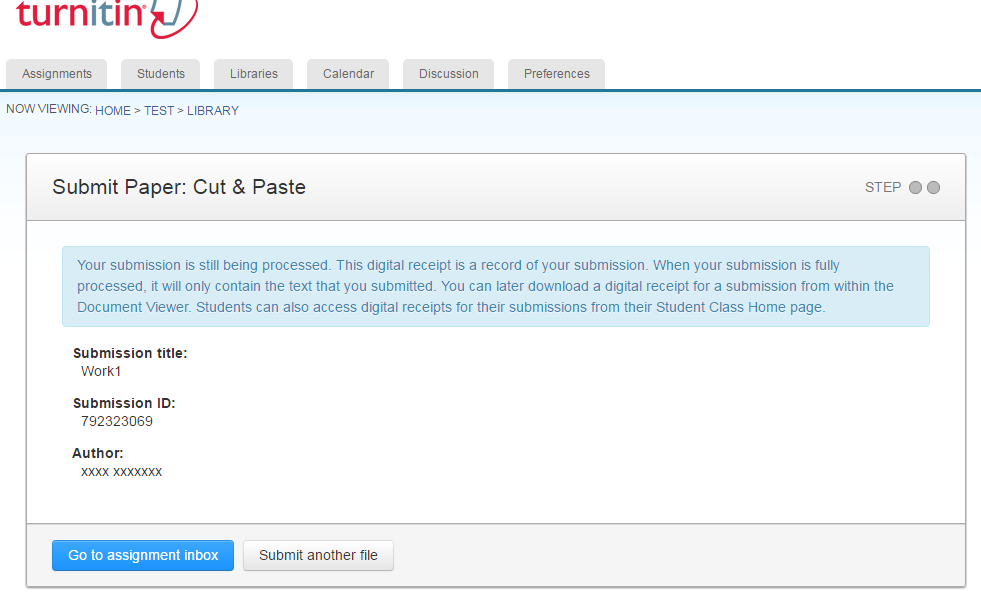 turnitin
Assignments Students Libraries Calendar Discussion Preferences
NOW VIEWING: HOME > TEST > LIBRARY
Submit Paper: Cut & Paste STEP
Your submission is still being processed. This digital receipt is a record of your submission. When your submission is fully
processed, it will only contain the text that you submitted. You can later download a digital receipt for a submission from within the
Document Viewer. Students can also access digital receipts for their submissions from their Student Class Home page.
Submission title:
Work1
Submission ID:
792323069
Author:
xxxx xxxxxxx
Go to assignment inbox Submit another file